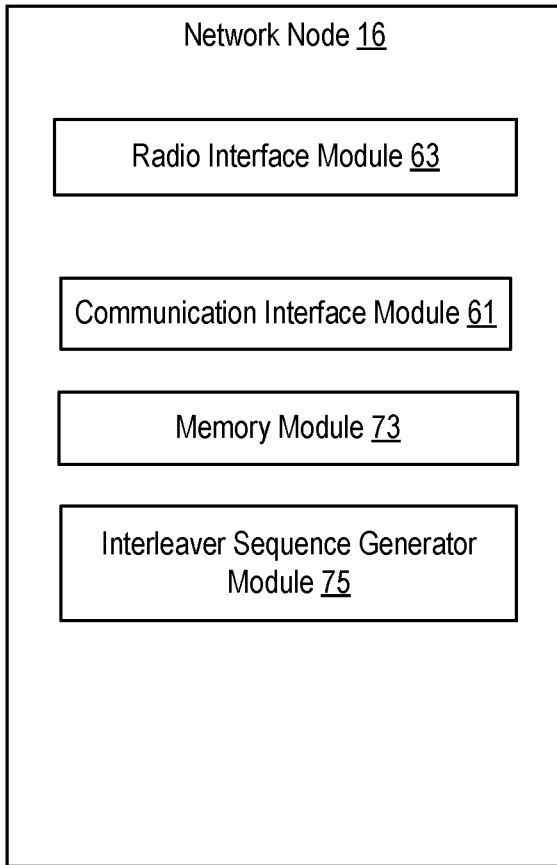 Network Node 16
Radio Interface Module 63
Communication Interface Module 61
Memory Module 73
Interleaver Sequence Generator
Module 75